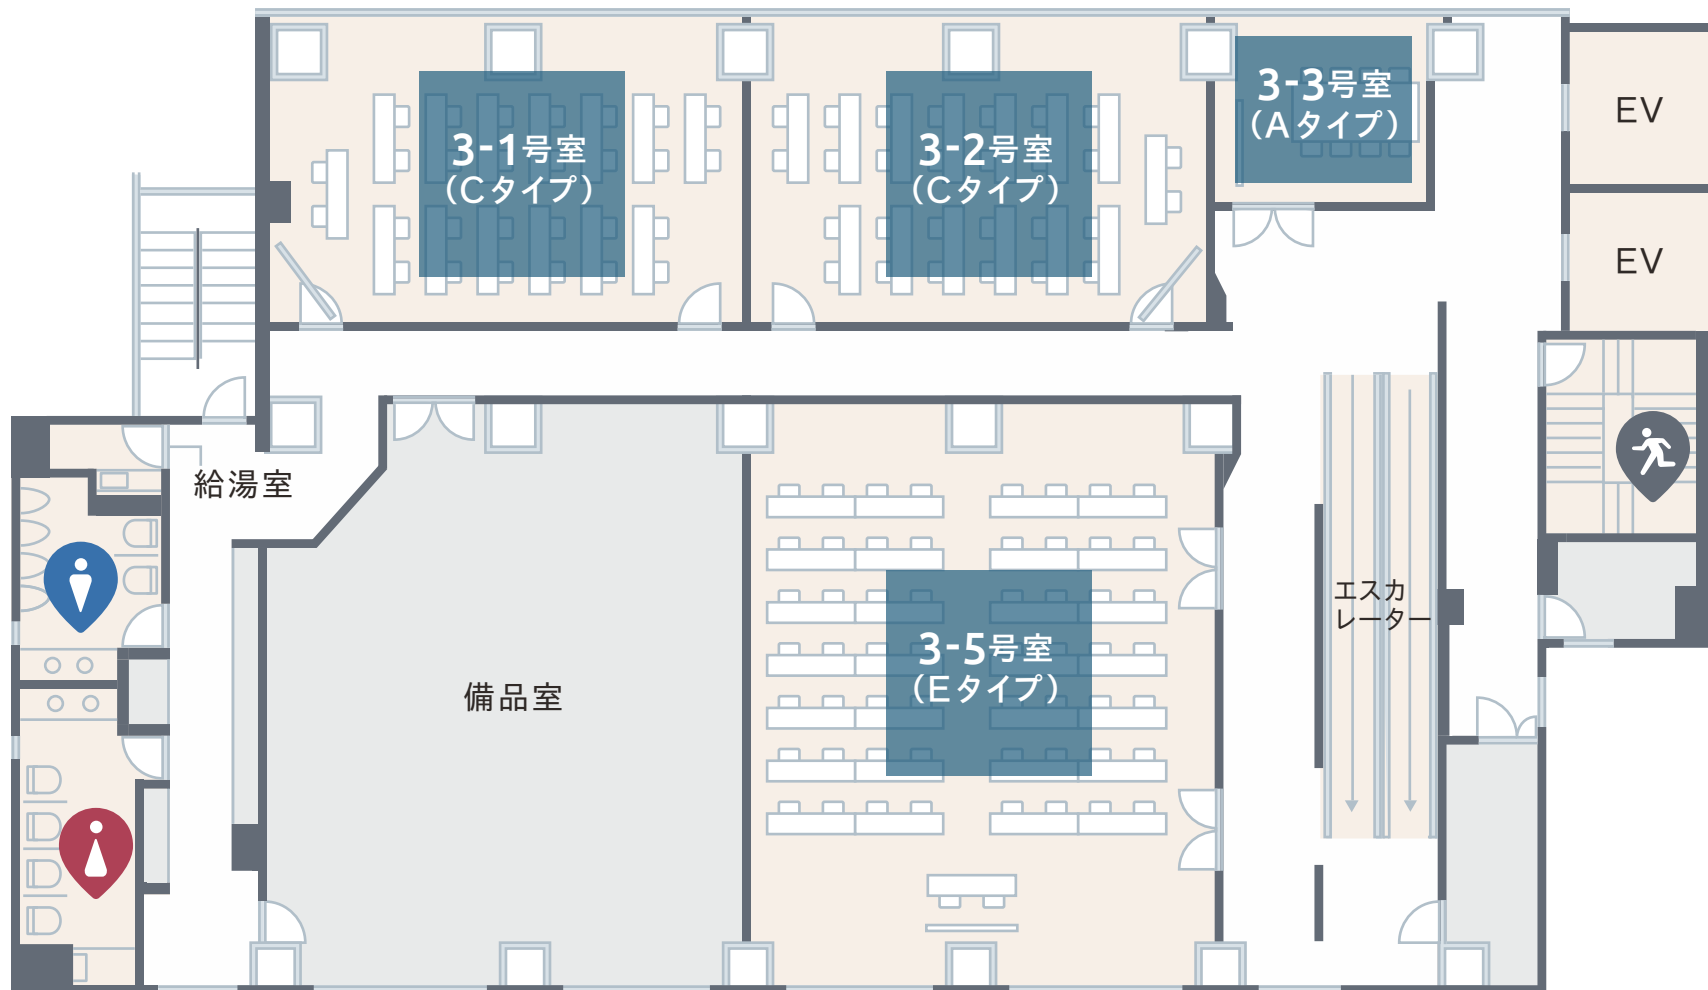 3-1号室
（Cタイプ）
3-2号室
（Cタイプ）
3-3号室
（Aタイプ）
EV
EV
給湯室
備品室
3-5号室
（Eタイプ）
エスカ
レーター